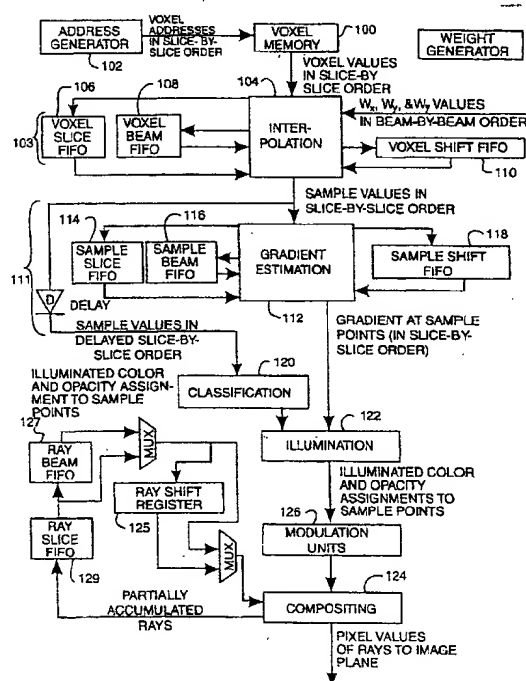 ADDRESS
GENERATOR
102
VOXEL
ADDRESSES
IN SLICE-BY-
SLICE ORDER
VOXEL
MEMORY
100
WEIGHT
GENERATOR
VOXEL VALUES
IN SLICE-BY
SLICE ORDER
106
108
104
103
VOXEL
SLICE
FIFO
VOXEL
BEAM
FIFO
INTER-
POLATION
Wx, Wy, &Wy VALUES
IN BEAM-BY-BEAM ORDER
VOXEL SHIFT FIFO
110
SAMPLE VALUES IN
SLICE-BY-SLICE ORDER
114
116
118
111
SAMPLE
SLICE
FIFO
SAMPLE
BEAM
FIFO
GRADIENT
ESTIMATION
SAMPLE SHIFT
FIFO
112
D
DELAY
SAMPLE VALUES IN
DELAYED SLICE-BY-
SLICE ORDER
GRADIENT AT SAMPLE
POINTS (IN SLICE-BY-
SLICE ORDER)
120
CLASSIFICATION
ILLUMINATED COLOR
AND OPACITY ASSIGN-
MENT TO SAMPLE
POINTS
122
ILLUMINATION
127
RAY
BEAM
FIFO
MUX
ILLUMINATED COLOR
AND OPACITY
ASSIGNMENTS TO
SAMPLE POINTS
RAY SHIFT
REGISTER
125
126
MODULATION
UNITS
RAY
SLICE
FIFO
129
MUX
124
COMPOSITING
PARTIALLY
ACCUMULATED
RAYS
PIXEL VALUES
OF RAYS TO IMAGE
PLANE